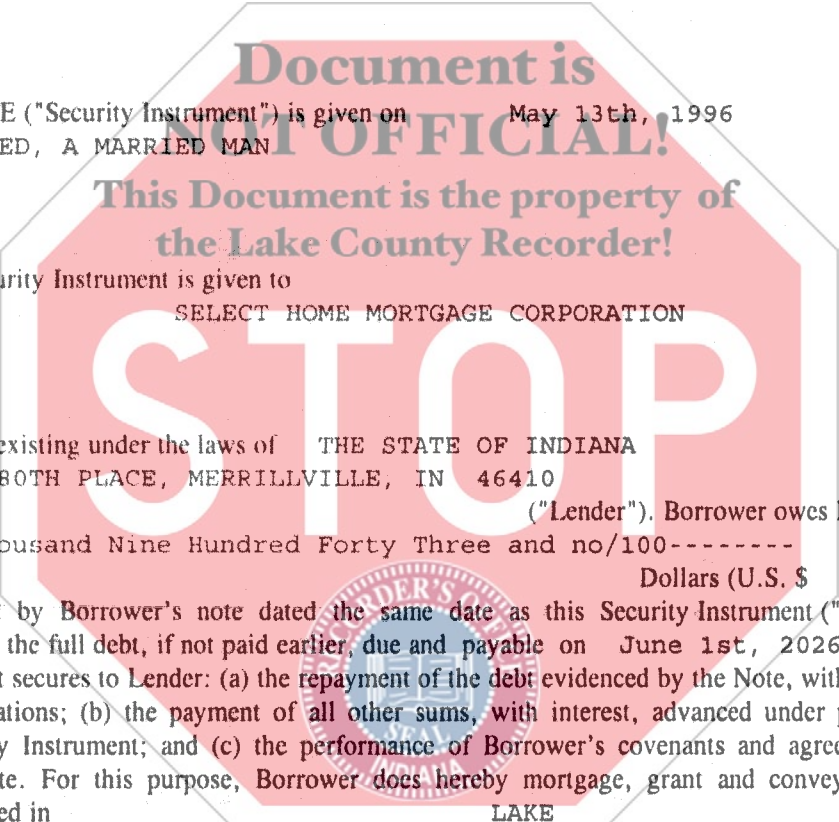 Document is
E ("Security Instrument") is given on May 13th, 1996
NOT OFFICIAL!
ED, A MARRIED MAN
This Document is the property of
the Lake County Recorder!
urity Instrument is given to
SELECT HOME MORTGAGE CORPORATION
STOP
existing under the laws of THE STATE OF INDIANA
80TH PLACE, MERRILLVILLE, IN 46410
("Lender"). Borrower owes
ousand Nine Hundred Forty Three and no/100--------
Dollars (U.S. $
by Borrower's note dated the same date as this Security Instrument ("
the full debt, if not paid earlier, due and payable on June 1st, 2026
t secures to Lender: (a) the repayment of the debt evidenced by the Note, with
ations; (b) the payment of all other sums, with interest, advanced under p
y Instrument; and (c) the performance of Borrower's covenants and agree
te. For this purpose, Borrower does hereby mortgage, grant and convey
ed in LAKE
RECORDER'S OFFICE
SEAL
INDIANA